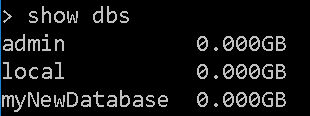 > show dbs
admin          0.000GB
local          0.000GB
myNewDatabase  0.000GB